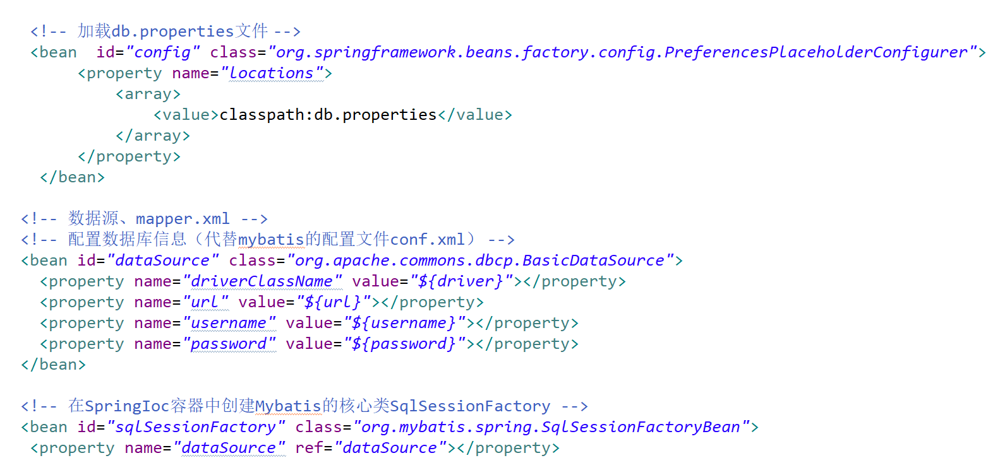 <!-- 加载db.properties文件 -->
<bean  id="config" class="org.springframework.beans.factory.config.PreferencesPlaceholderConfigurer">
<property name="locations">
<array>
<value>classpath:db.properties</value>
</array>
</property>
</bean>
<!-- 数据源、mapper.xml -->
<!-- 配置数据库信息（代替mybatis的配置文件conf.xml） -->
<bean id="dataSource" class="org.apache.commons.dbcp.BasicDataSource">
<property name="driverClassName" value="${driver}"></property>
<property name="url" value="${url}"></property>
<property name="username" value="${username}"></property>
<property name="password" value="${password}"></property>
</bean>
<!-- 在SpringIoc容器中创建Mybatis的核心类SqlSessionFactory -->
<bean id="sqlSessionFactory" class="org.mybatis.spring.SqlSessionFactoryBean">
<property name="dataSource" ref="dataSource"></property>